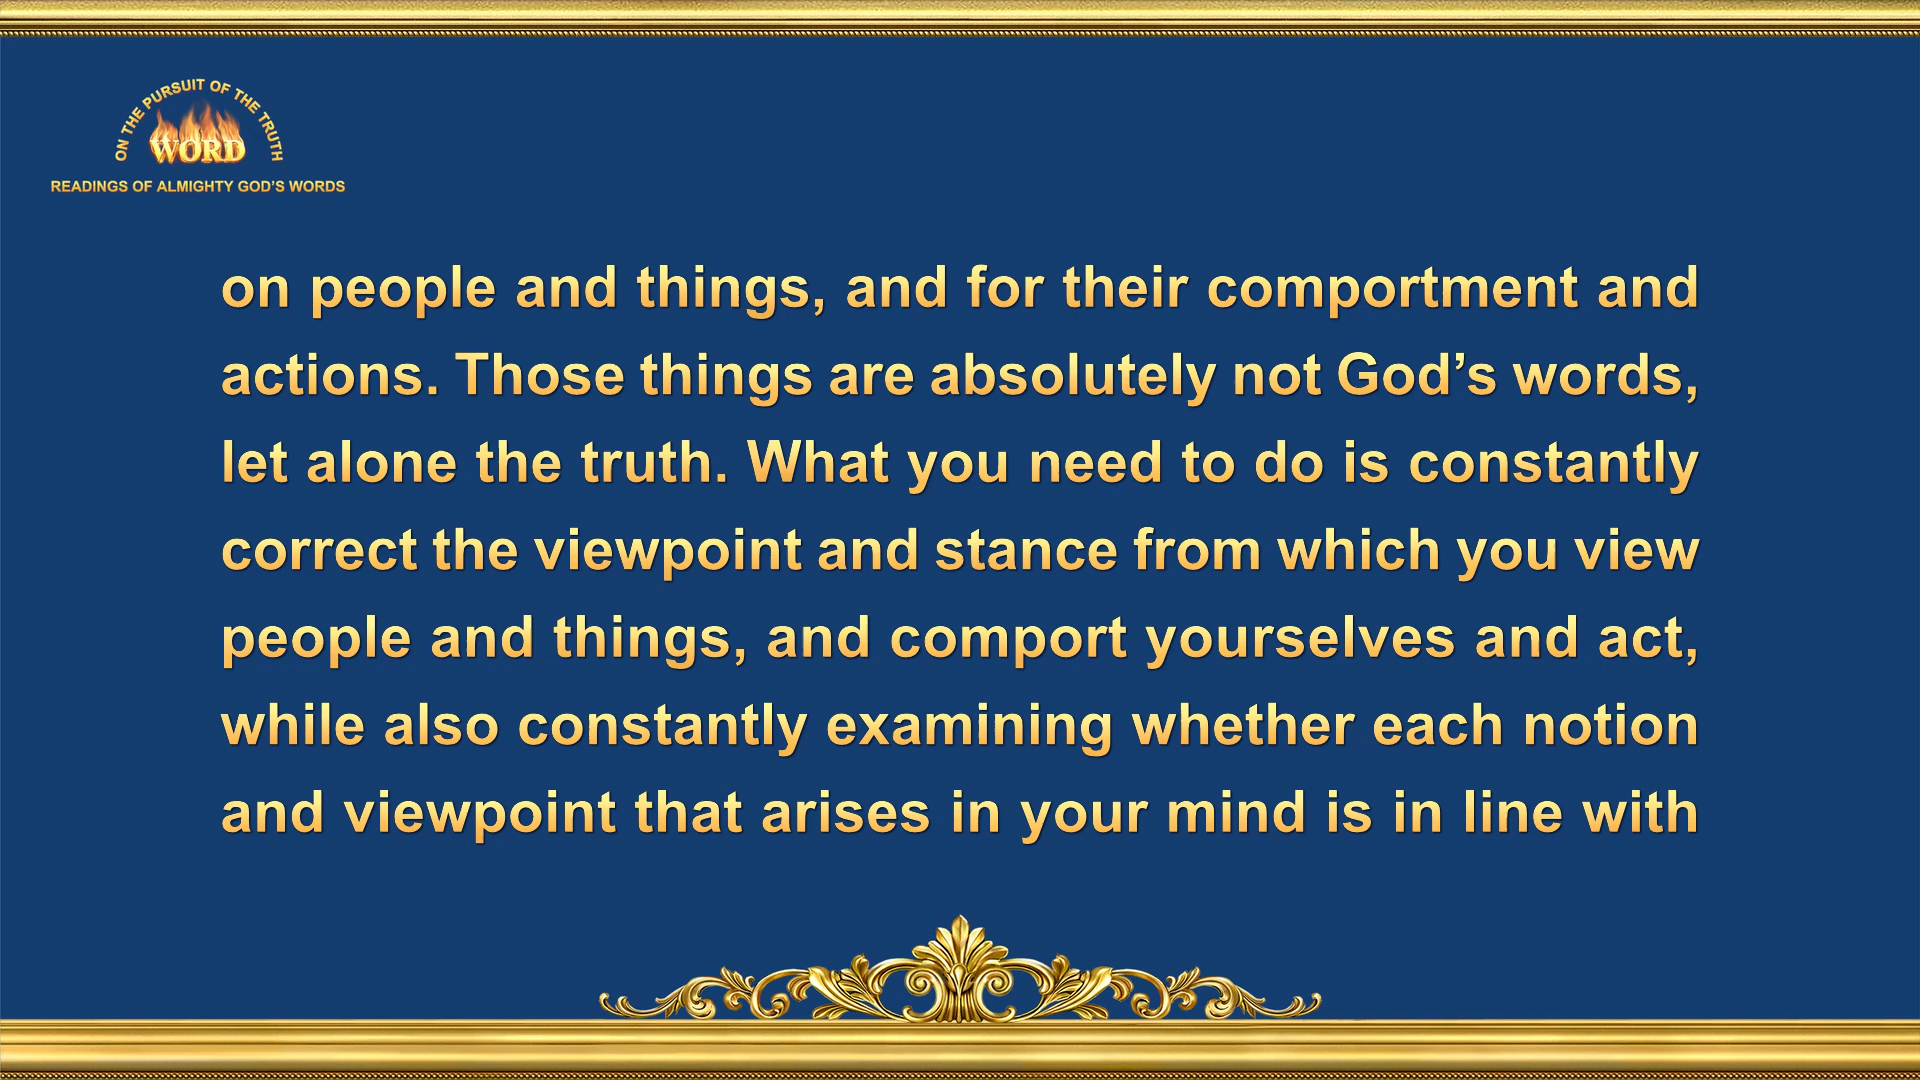 ON THE PURSUIT OF THE TRUTH
WORD
READINGS OF ALMIGHTY GOD’S WORDS
on people and things, and for their comportment and
actions. Those things are absolutely not God’s words,
let alone the truth. What you need to do is constantly
correct the viewpoint and stance from which you view
people and things, and comport yourselves and act,
while also constantly examining whether each notion
and viewpoint that arises in your mind is in line with